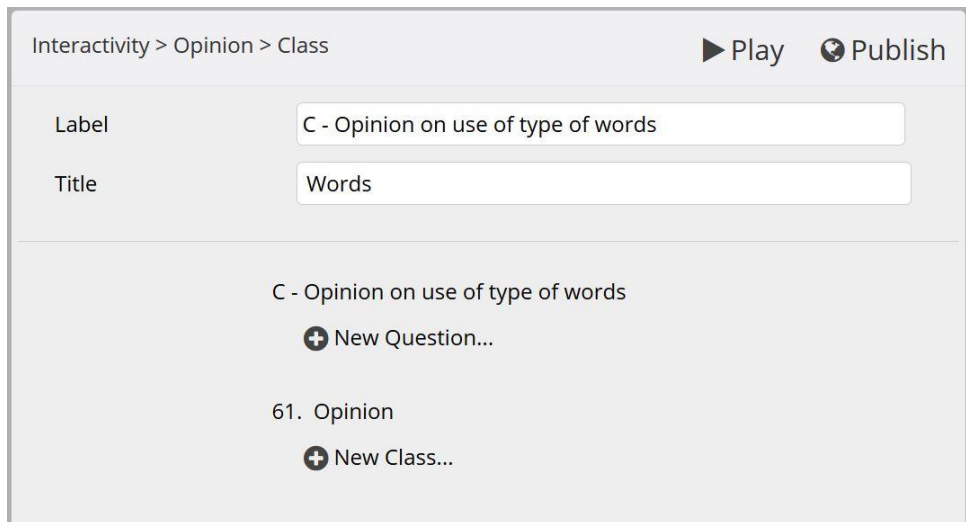 Interactivity > Opinion > Class
Play Publish
Label C - Opinion on use of type of words
Title Words
C - Opinion on use of type of words
New Question...
61. Opinion
New Class...